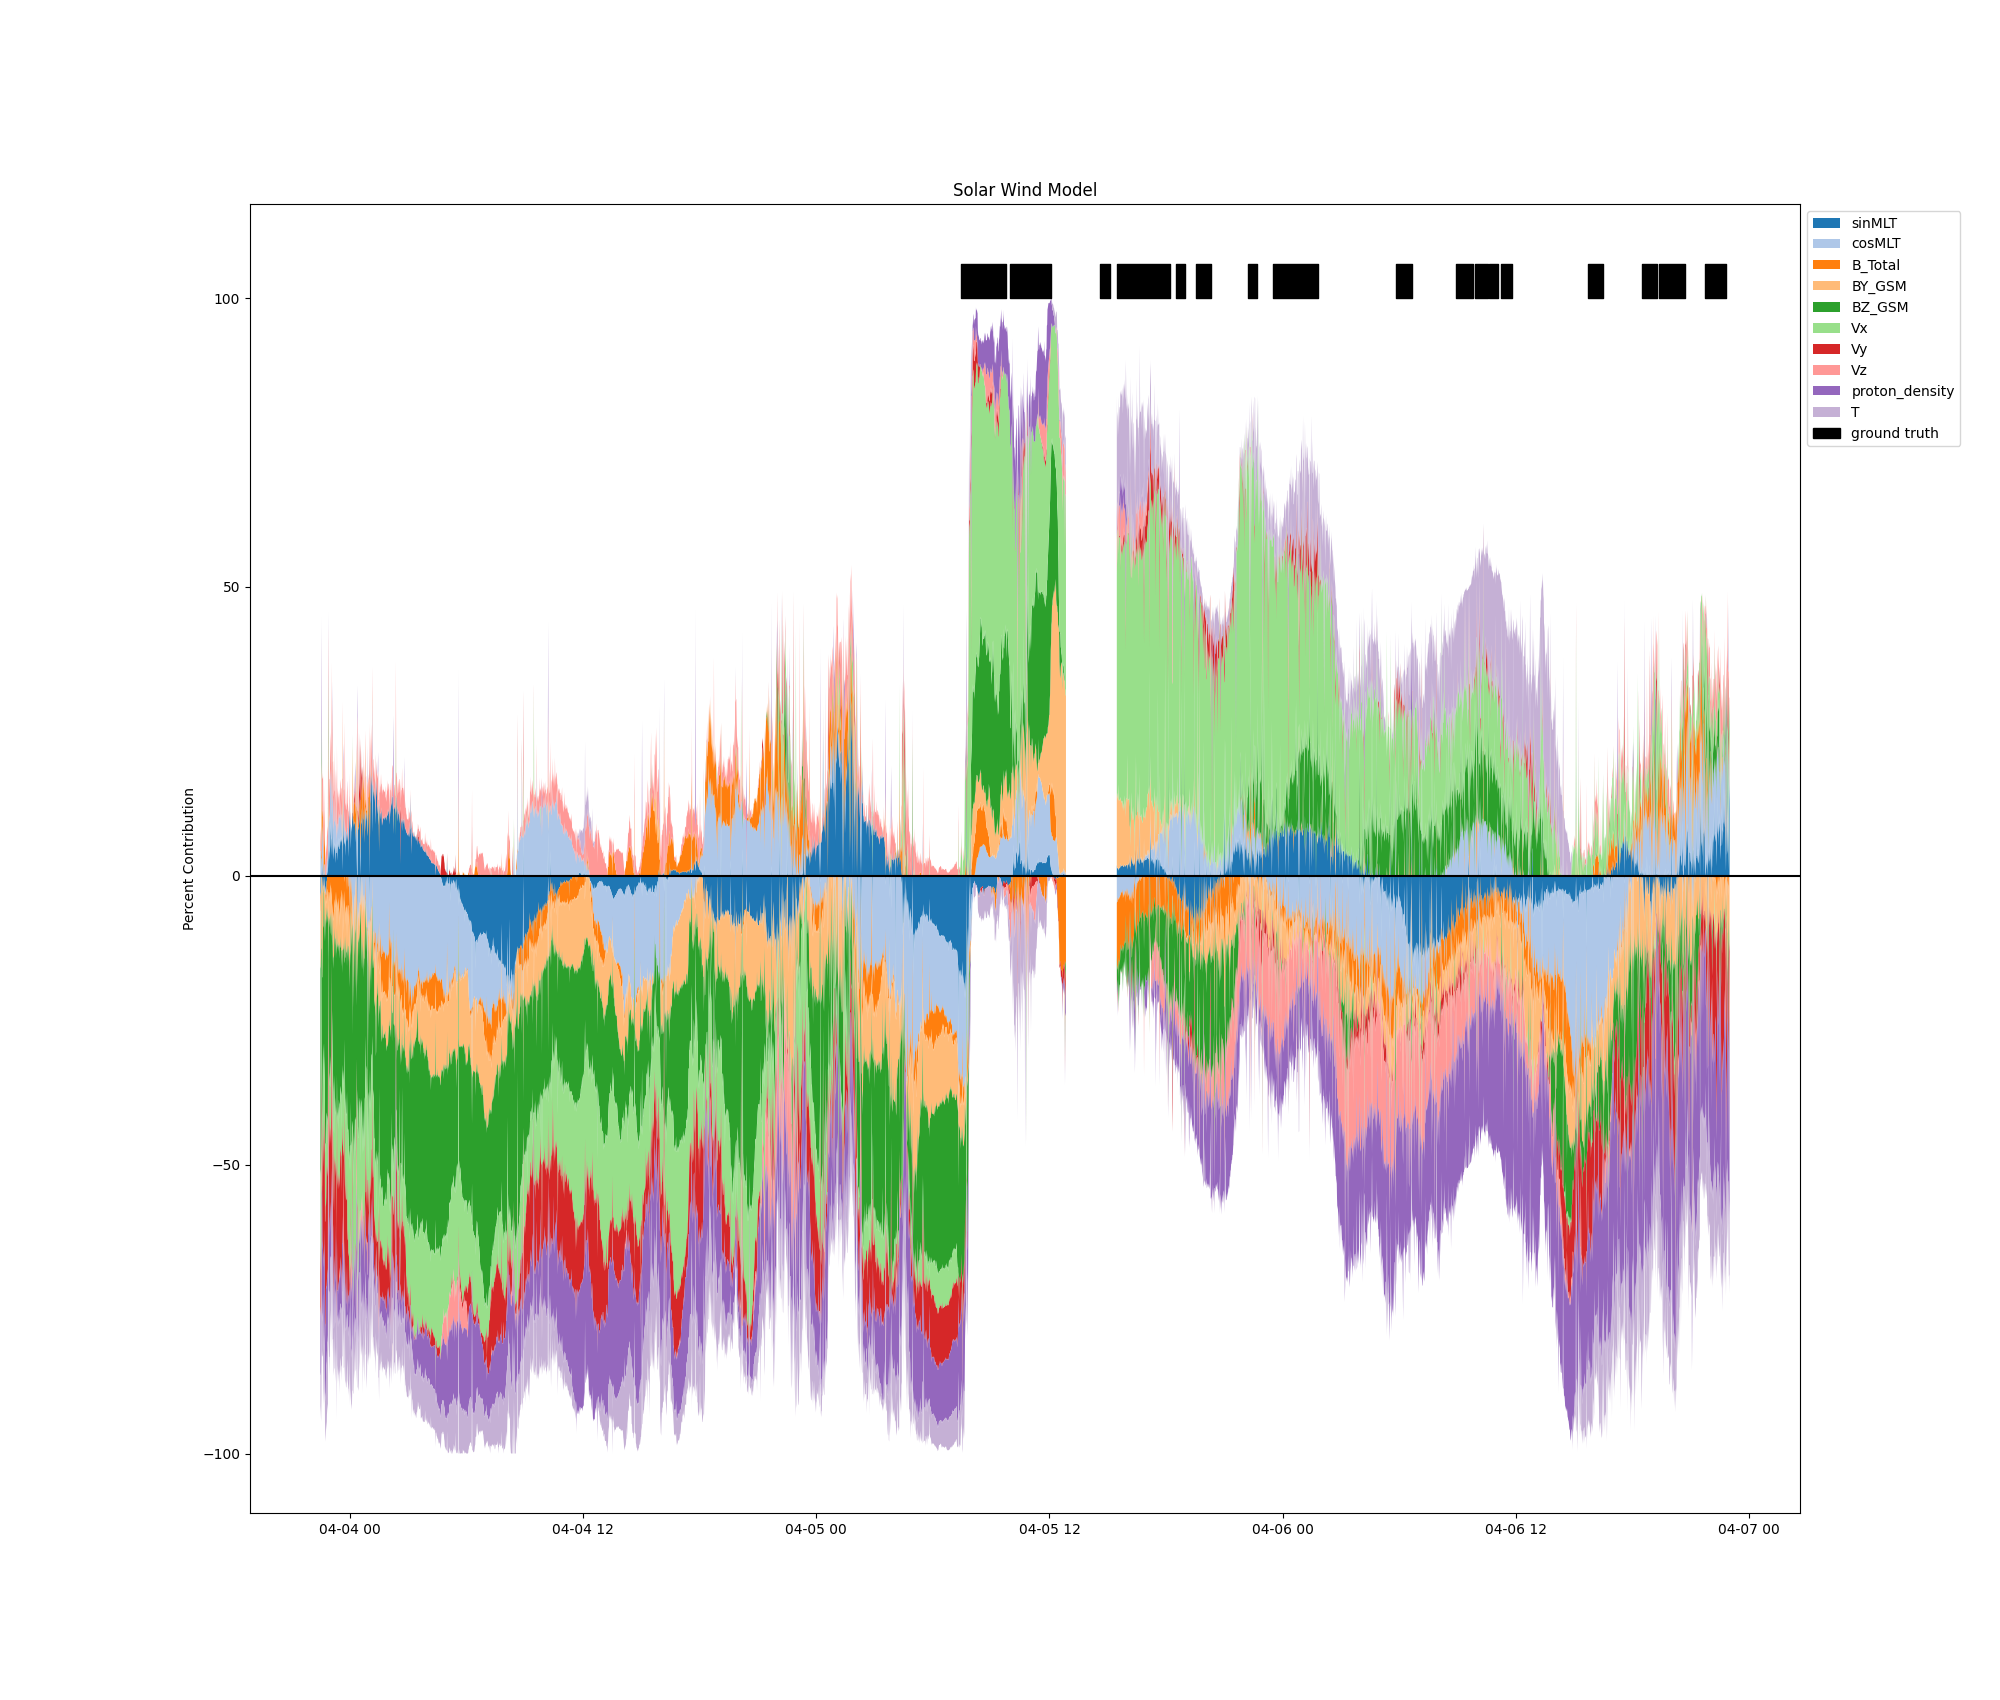 Solar Wind Model
Percent Contribution
100
50
0
−50
−100
04-04 00
04-04 12
04-05 00
04-05 12
04-06 00
04-06 12
04-07 00
sinMLT
cosMLT
B_Total
BY_GSM
BZ_GSM
Vx
Vy
Vz
proton_density
T
ground truth